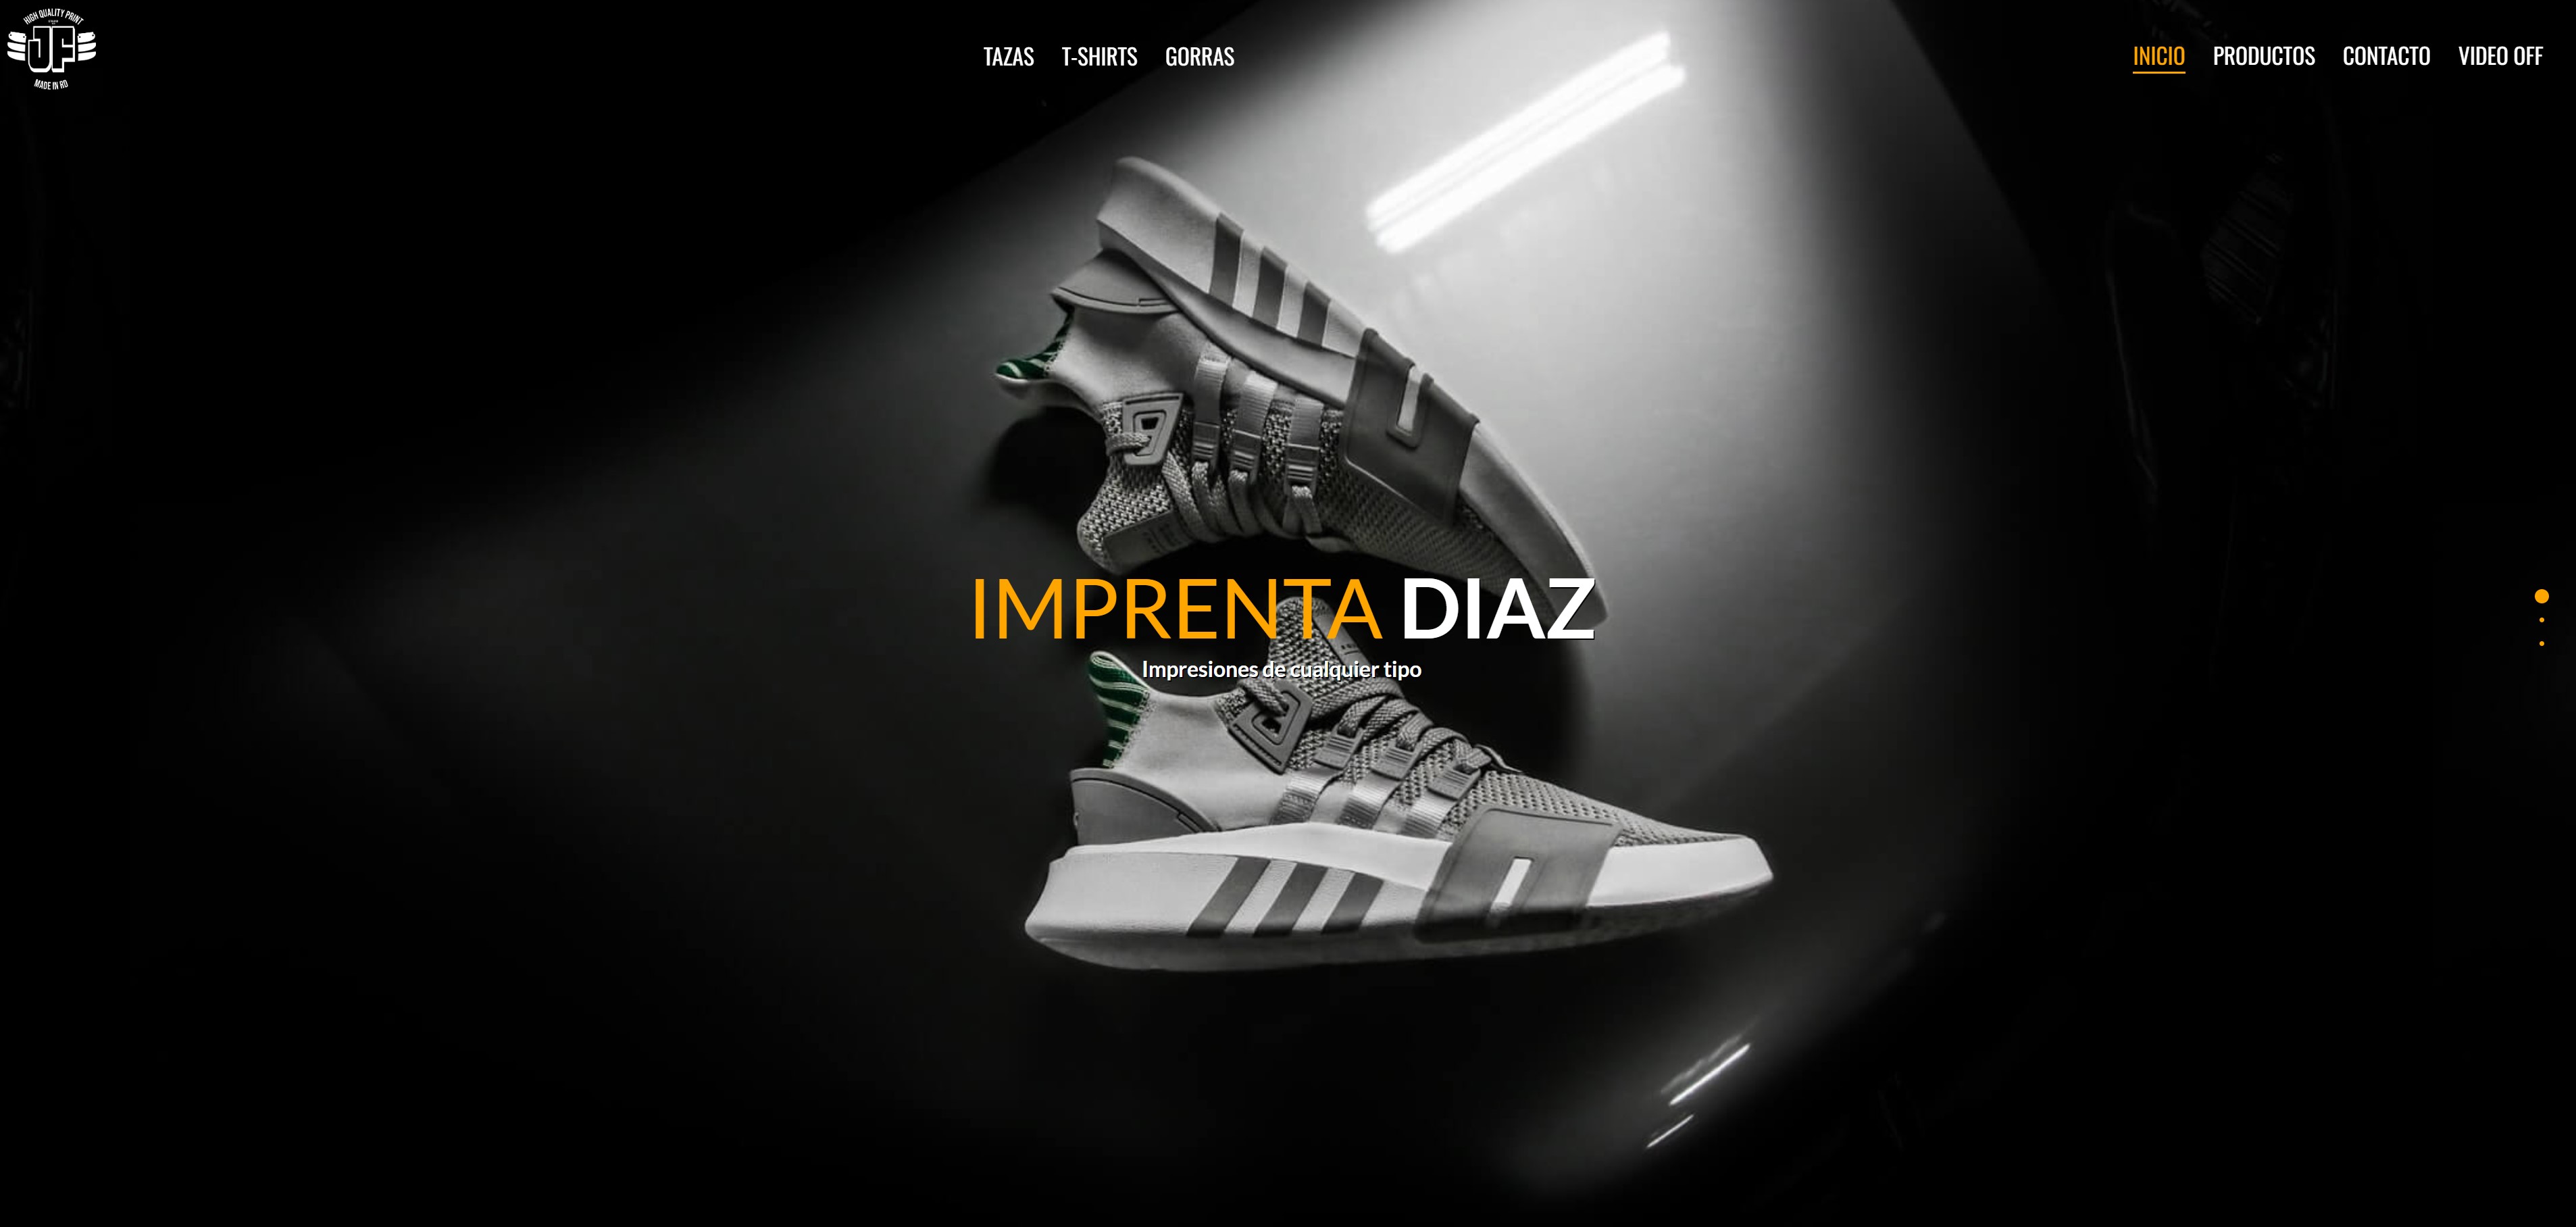 HIGH QUALITY PRINT
JF
MADE IN RD
TAZAS T-SHIRTS GORRAS
INICIO PRODUCTOS CONTACTO VIDEO OFF
IMPRENTA DIAZ
Impresiones de cualquier tipo